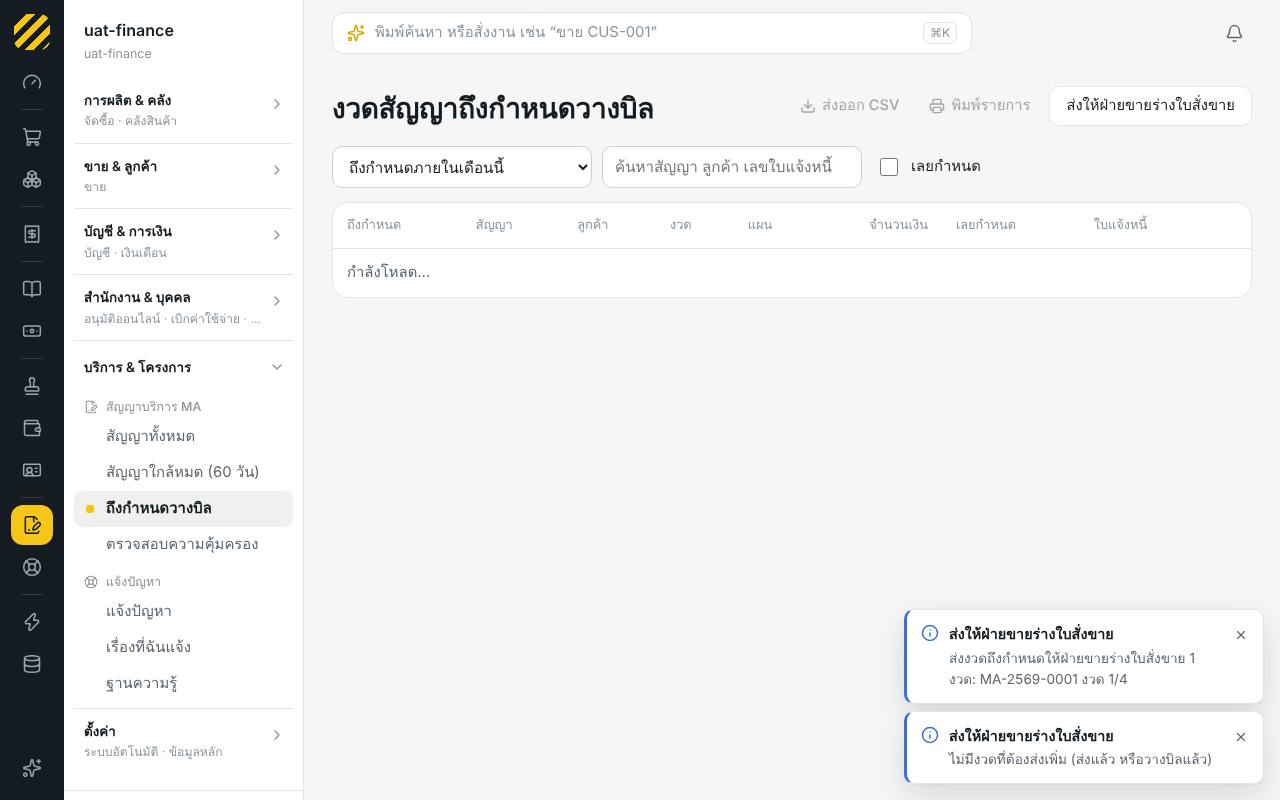 uat-finance
uat-finance
การผลิต & คลัง
จัดซื้อ · คลังสินค้า
ขาย & ลูกค้า
ขาย
บัญชี & การเงิน
บัญชี · เงินเดือน
สำนักงาน & บุคคล
อนุมัติออนไลน์ · เบิกค่าใช้จ่าย · ...
บริการ & โครงการ
สัญญาบริการ MA
สัญญาทั้งหมด
สัญญาใกล้หมด (60 วัน)
ถึงกำหนดวางบิล
ตรวจสอบความคุ้มครอง
แจ้งปัญหา
แจ้งปัญหา
เรื่องที่ฉันแจ้ง
ฐานความรู้
ตั้งค่า
ระบบอัตโนมัติ · ข้อมูลหลัก
พิมพ์ค้นหา หรือสั่งงาน เช่น “ขาย CUS-001”
⌘K
งวดสัญญาถึงกำหนดวางบิล
ส่งออก CSV
พิมพ์รายการ
ส่งให้ฝ่ายขายร่างใบสั่งขาย
ถึงกำหนดภายในเดือนนี้
ค้นหาสัญญา ลูกค้า เลขใบแจ้งหนี้
เลยกำหนด
ถึงกำหนด สัญญา ลูกค้า งวด แผน จำนวนเงิน เลยกำหนด ใบแจ้งหนี้
กำลังโหลด...
ส่งให้ฝ่ายขายร่างใบสั่งขาย
ส่งงวดถึงกำหนดให้ฝ่ายขายร่างใบสั่งขาย 1
งวด: MA-2569-0001 งวด 1/4
ส่งให้ฝ่ายขายร่างใบสั่งขาย
ไม่มีงวดที่ต้องส่งเพิ่ม (ส่งแล้ว หรือวางบิลแล้ว)